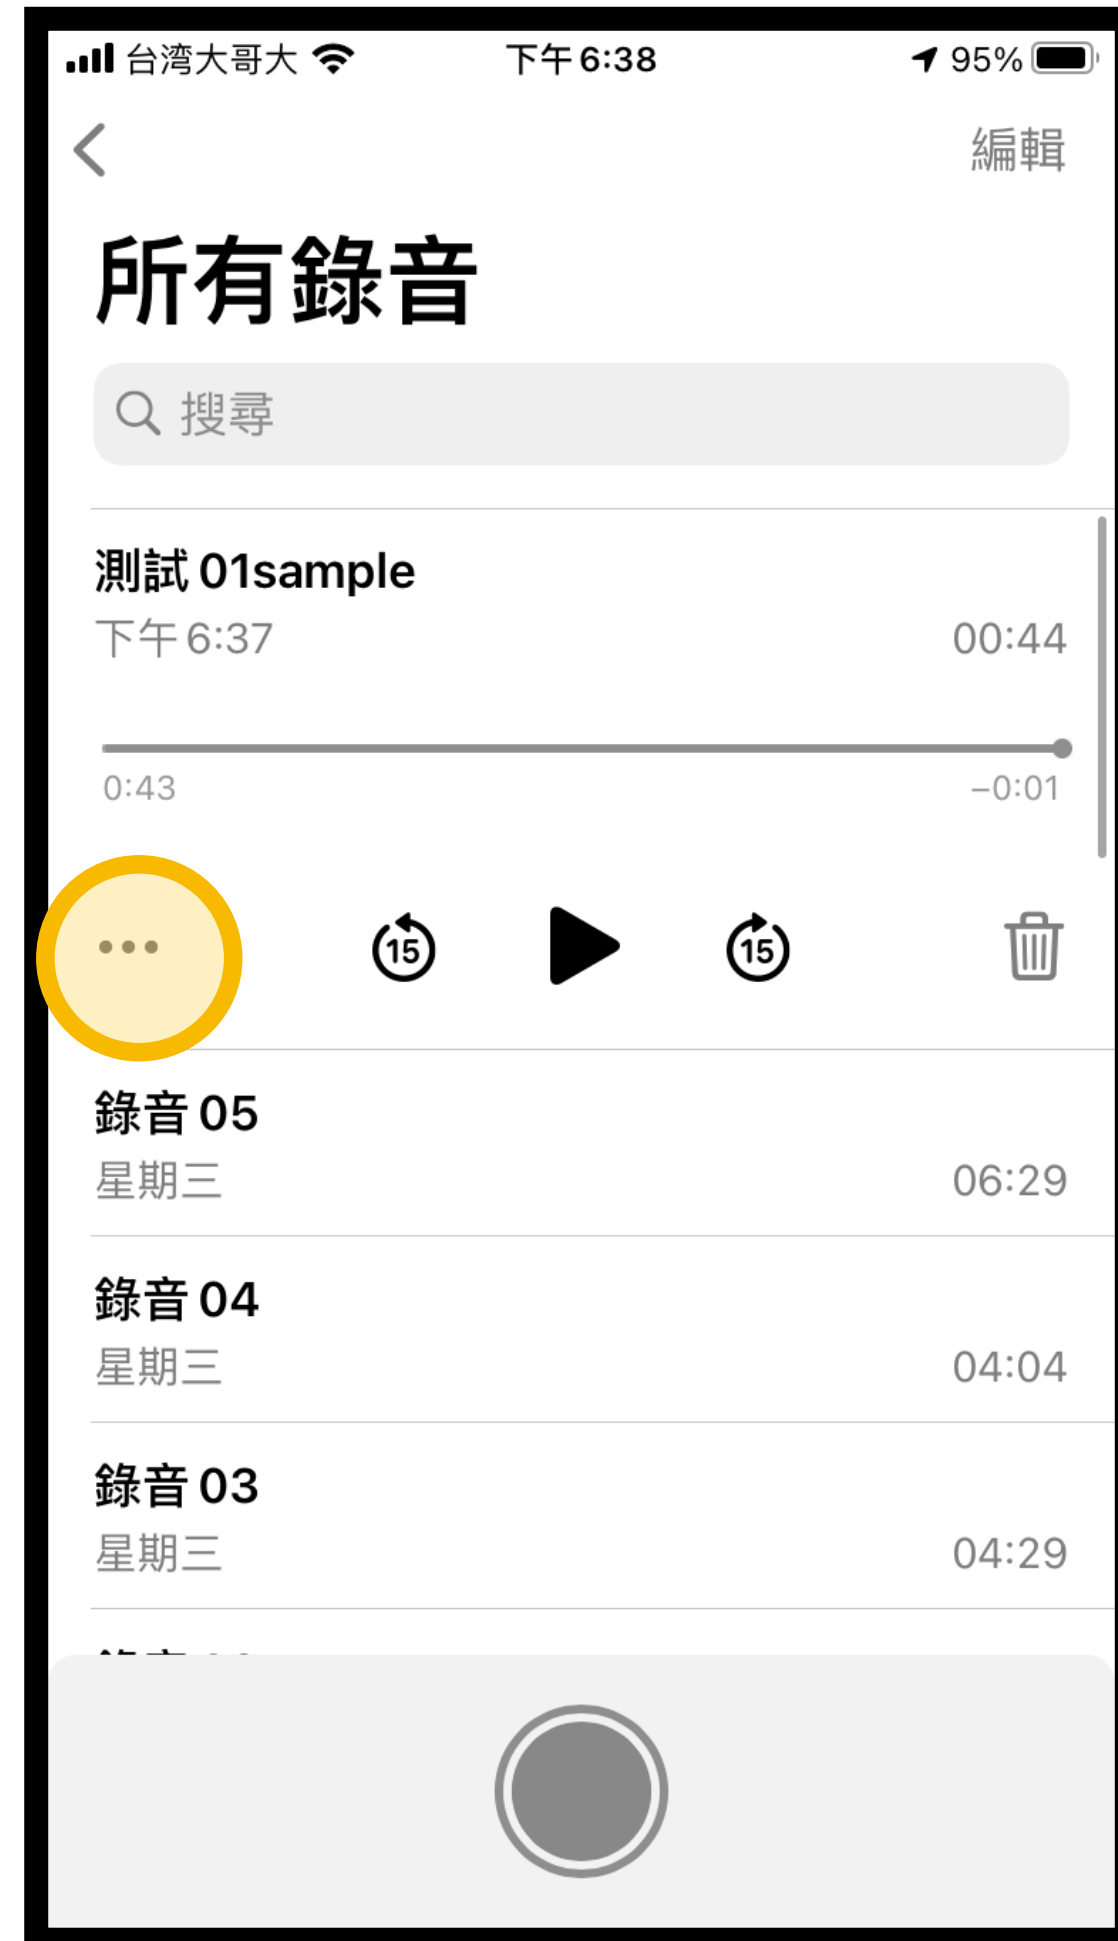 台湾大哥大 下午6:38 95%
編輯
所有錄音
搜尋
測試 01sample
下午 6:37 00:44
0:43 −0:01
15 15
錄音 05
星期三 06:29
錄音 04
星期三 04:04
錄音 03
星期三 04:29